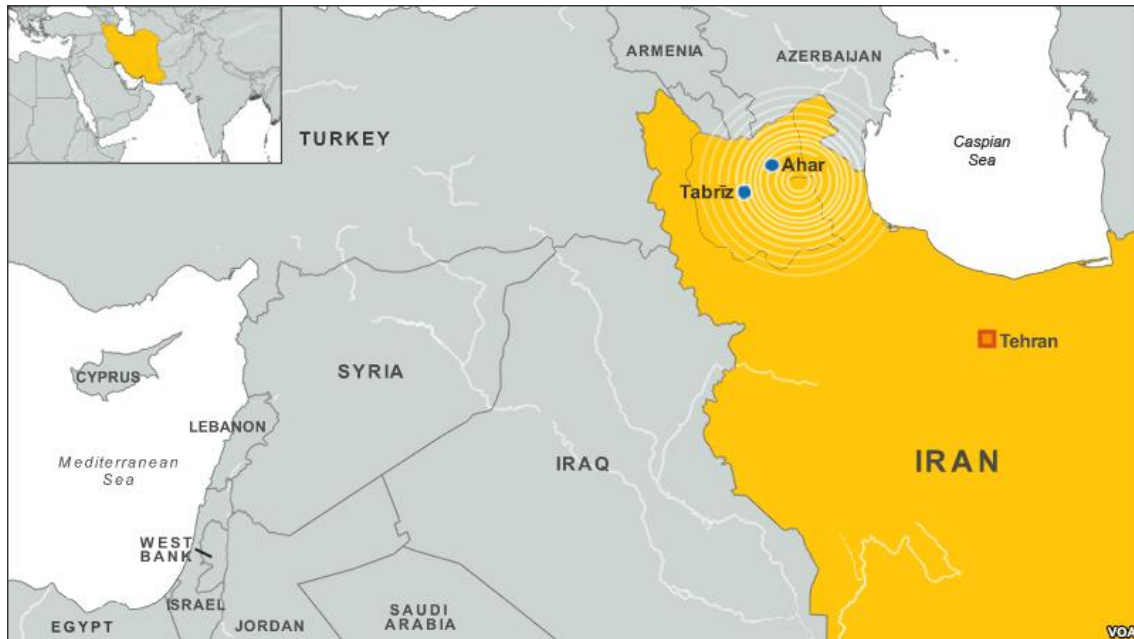 ARMENIA
AZERBAIJAN
TURKEY
Caspian
Sea
Ahar
Tabrīz
Tehran
CYPRUS
SYRIA
LEBANON
Mediterranean
Sea
IRAQ
IRAN
WEST
BANK
ISRAEL
JORDAN
SAUDI
ARABIA
EGYPT
VOA